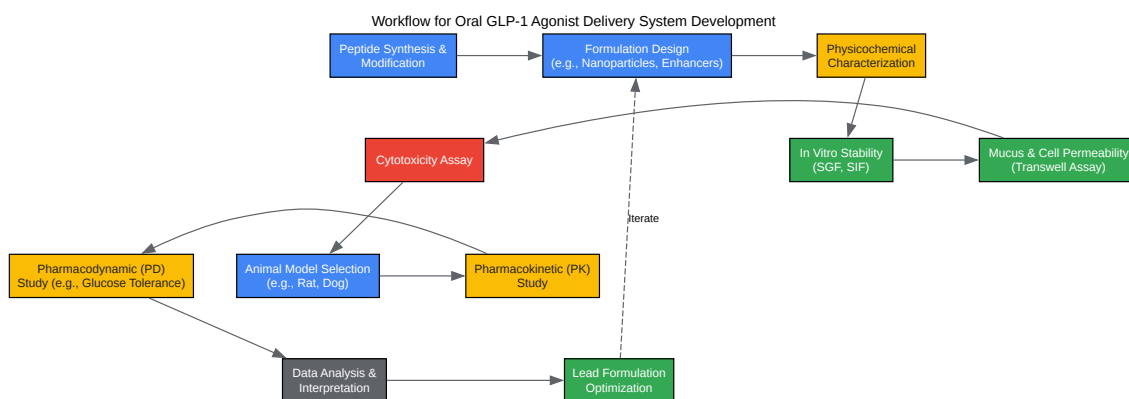 Workflow for Oral GLP-1 Agonist Delivery System Development
Peptide Synthesis &
Modification
Formulation Design
(e.g., Nanoparticles, Enhancers)
Physicochemical
Characterization
Cytotoxicity Assay
In Vitro Stability
(SGF, SIF)
Mucus & Cell Permeability
(Transwell Assay)
Iterate
Pharmacodynamic (PD)
Study (e.g., Glucose Tolerance)
Animal Model Selection
(e.g., Rat, Dog)
Pharmacokinetic (PK)
Study
Data Analysis &
Interpretation
Lead Formulation
Optimization